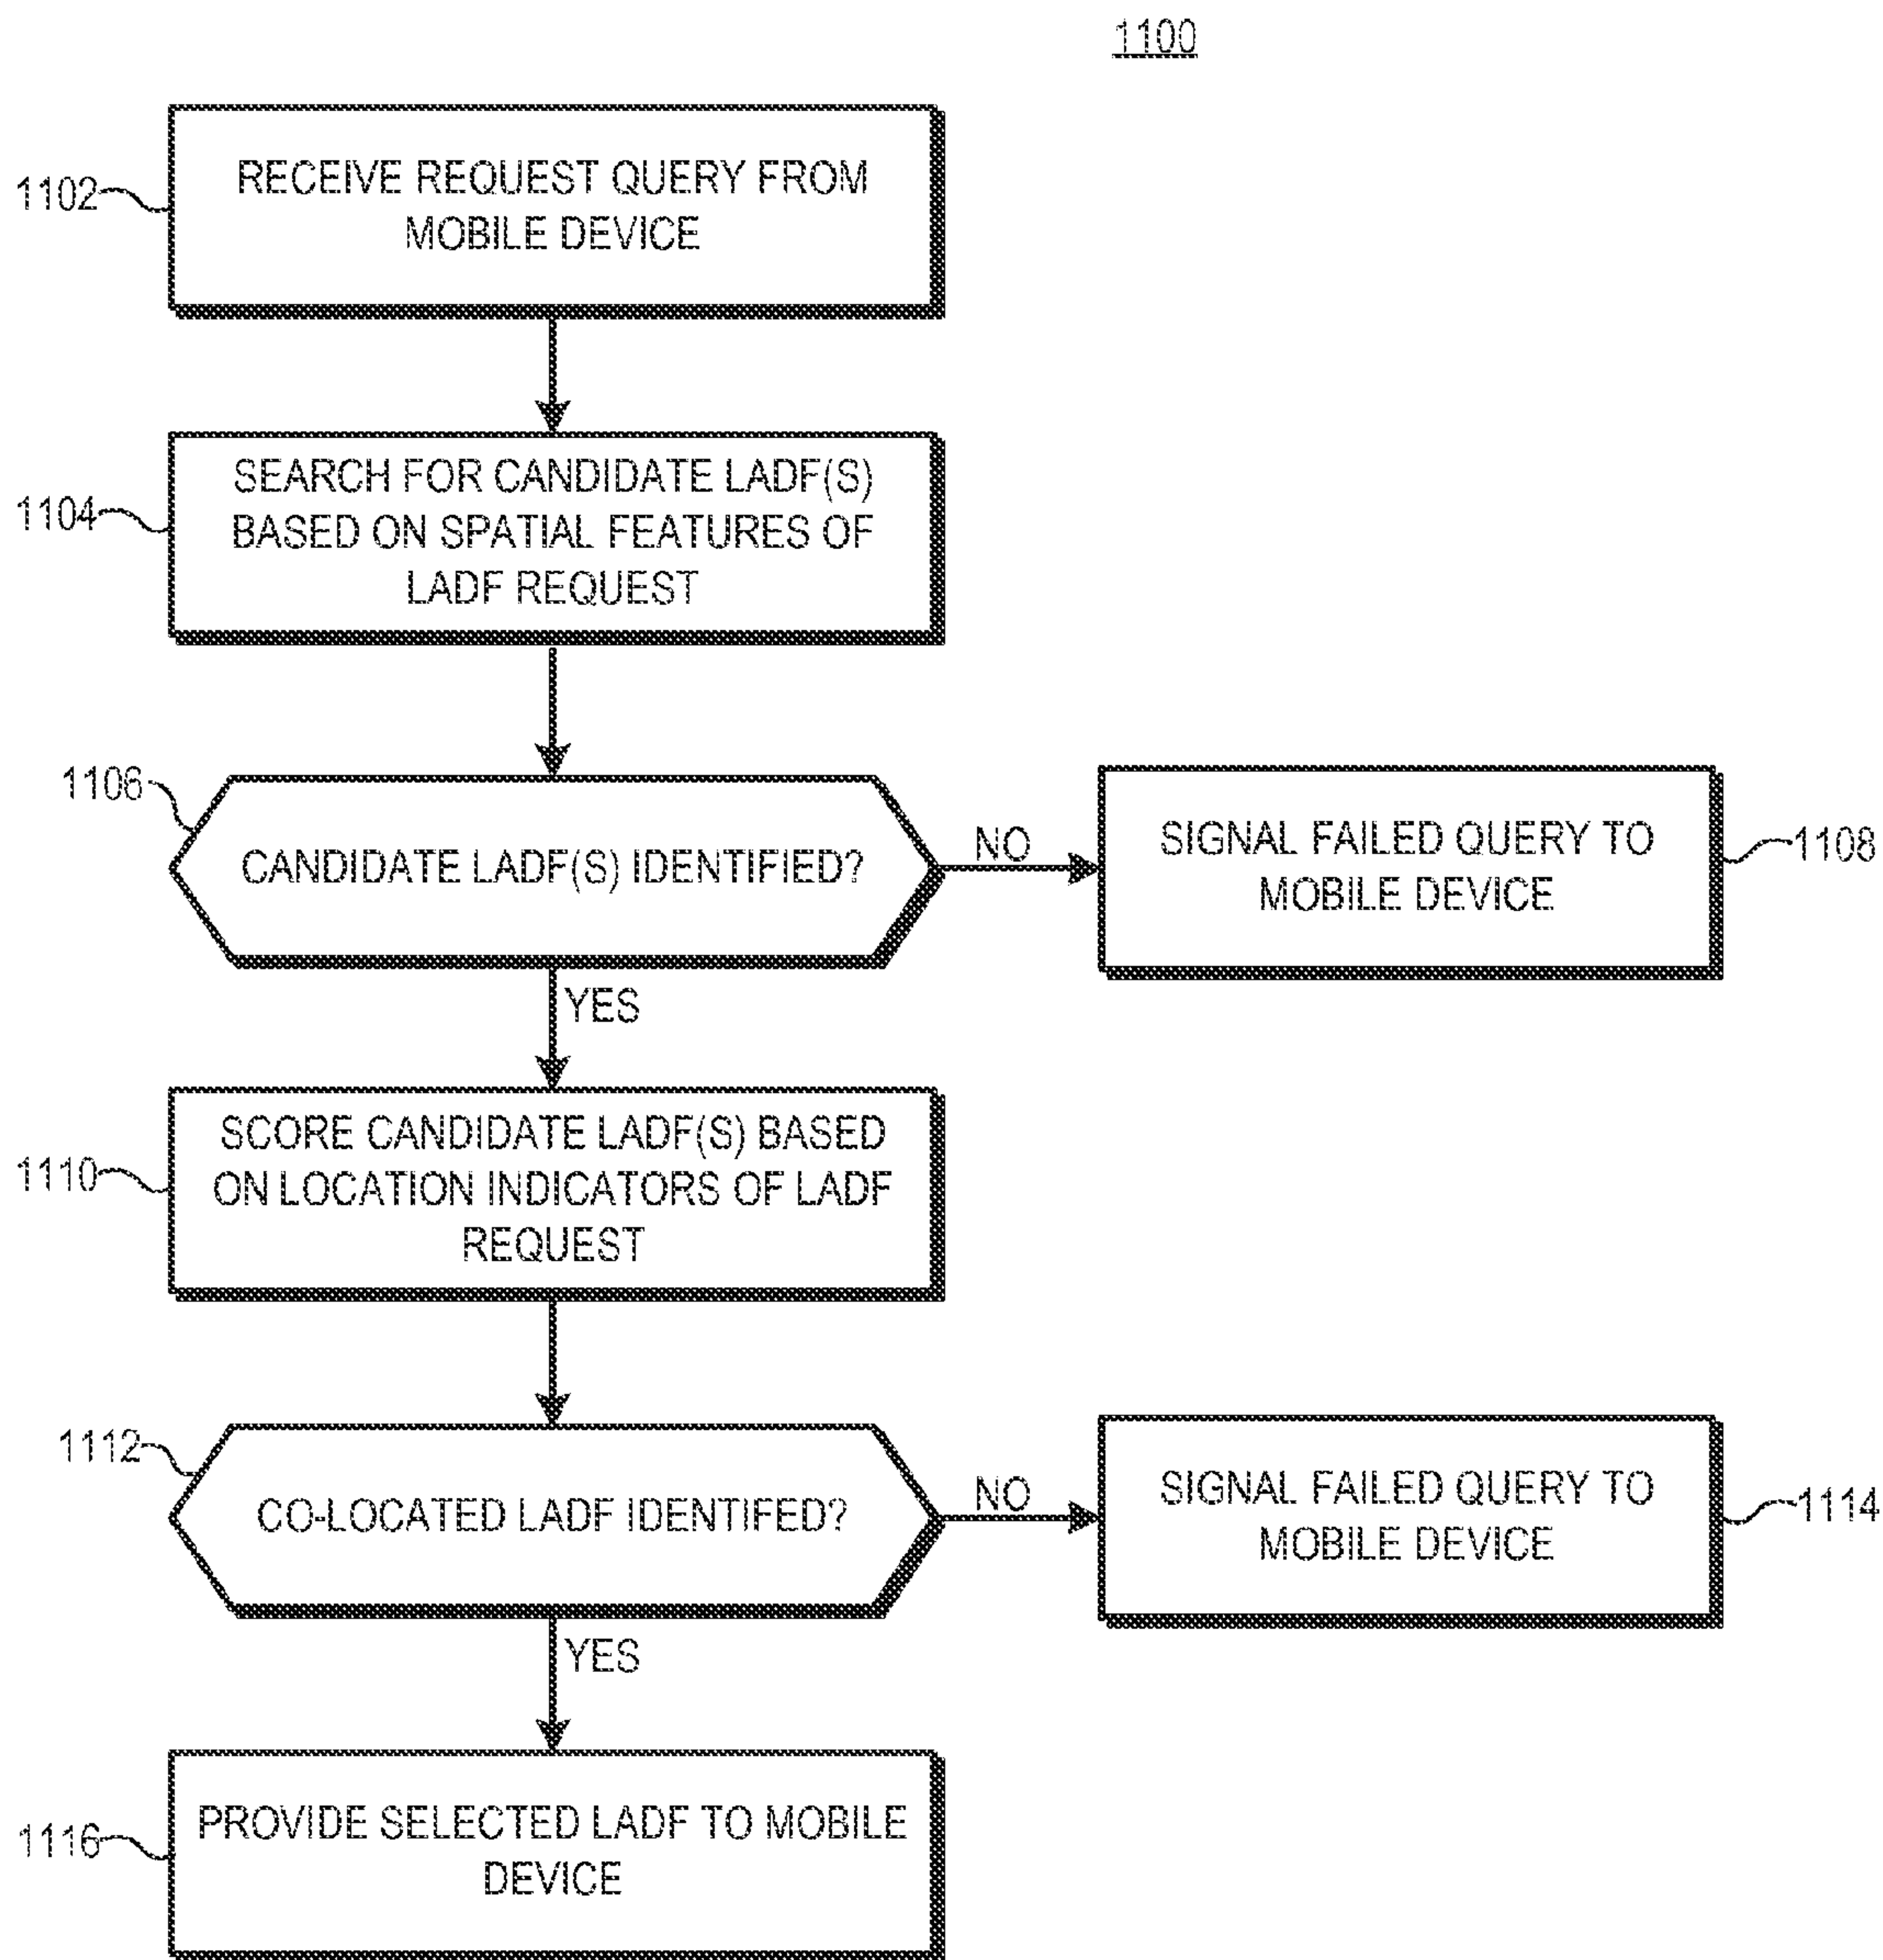 1100
1102
RECEIVE REQUEST QUERY FROM
MOBILE DEVICE
1104
SEARCH FOR CANDIDATE LADF(S)
BASED ON SPATIAL FEATURES OF
LADF REQUEST
1106
CANDIDATE LADF(S) IDENTIFIED?
NO
SIGNAL FAILED QUERY TO
MOBILE DEVICE
1108
YES
1110
SCORE CANDIDATE LADF(S) BASED
ON LOCATION INDICATORS OF LADF
REQUEST
1112
CO-LOCATED LADF IDENTIFED?
NO
SIGNAL FAILED QUERY TO
MOBILE DEVICE
1114
YES
1116
PROVIDE SELECTED LADF TO MOBILE
DEVICE